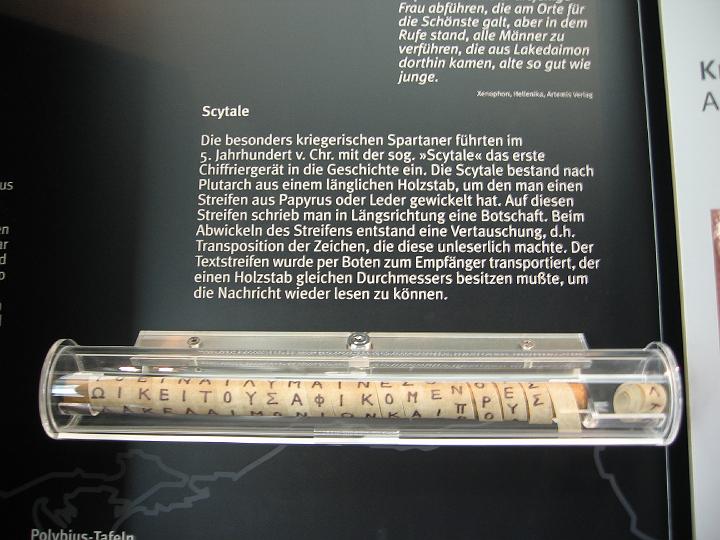 Frau abführen, die am Orte für
die Schönste galt, aber in dem
Rufe stand, alle Männer zu
verführen, die aus Lakedaimon
dorthin kamen, alte so gut wie
junge.
Xenophon, Hellenika, Artemis Verlag
Scytale
Die besonders kriegerischen Spartaner führten im
5. Jahrhundert v. Chr. mit der sog. »Scytale« das erste
Chiffriergerät in die Geschichte ein. Die Scytale bestand nach
Plutarch aus einem länglichen Holzstab, um den man einen
Streifen aus Papyrus oder Leder gewickelt hat. Auf diesen
Streifen schrieb man in Längsrichtung eine Botschaft. Beim
Abwickeln des Streifens entstand eine Vertauschung, d.h.
Transposition der Zeichen, die diese unleserlich machte. Der
Textstreifen wurde per Boten zum Empfänger transportiert, der
einen Holzstab gleichen Durchmessers besitzen mußte, um
die Nachricht wieder lesen zu können.
ΕΙΝΑΙΛΥΜΑΙΝΕΣ
ΩΙΚΕΙΤΟΥΣΑΦΙΚΟΜΕΝ ΡΕΣ
ΛΑΚΕΔΑΙΜΟΝΙΩΝΚΑΙΠΡΟΥ
Polybius-Tafeln